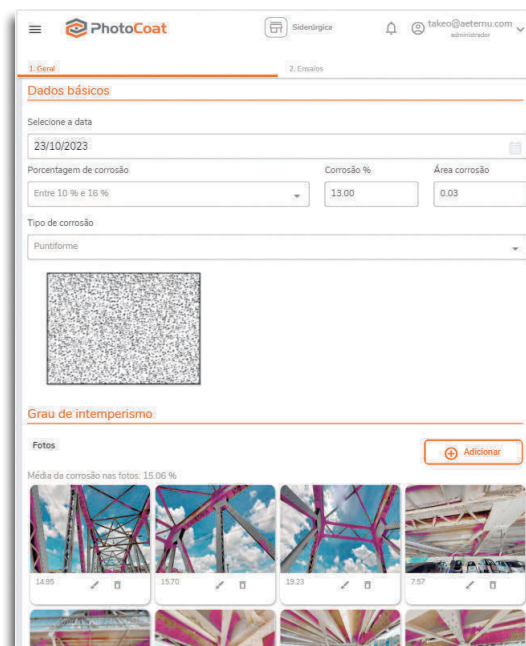 PhotoCoat
Siderúrgica
takeo@aeternu.com
administrador
1. Geral
2. Ensaios
Dados básicos
Selecione a data
23/10/2023
Porcentagem de corrosão
Corrosão %
Área corrosão
Entre 10 % e 16 %
13.00
0.03
Tipo de corrosão
Puntiforme
Grau de intemperismo
Fotos
Adicionar
Média da corrosão nas fotos: 15.06 %
14.95
15.70
19.23
7.57